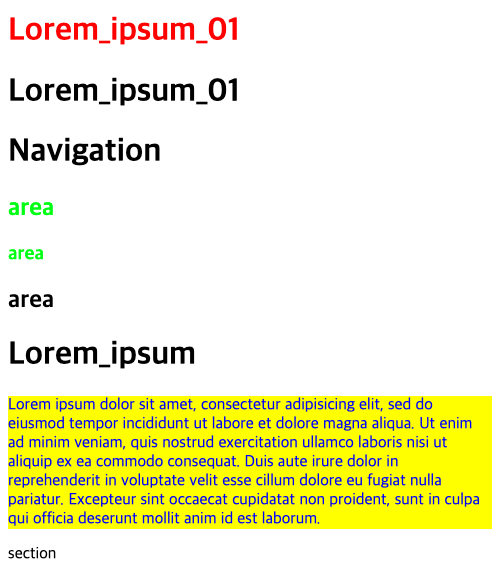 Lorem_ipsum_01
Lorem_ipsum_01
Navigation
area
area
area
Lorem_ipsum
Lorem ipsum dolor sit amet, consectetur adipisicing elit, sed do
eiusmod tempor incididunt ut labore et dolore magna aliqua. Ut enim
ad minim veniam, quis nostrud exercitation ullamco laboris nisi ut
aliquip ex ea commodo consequat. Duis aute irure dolor in
reprehenderit in voluptate velit esse cillum dolore eu fugiat nulla
pariatur. Excepteur sint occaecat cupidatat non proident, sunt in culpa
qui officia deserunt mollit anim id est laborum.
section